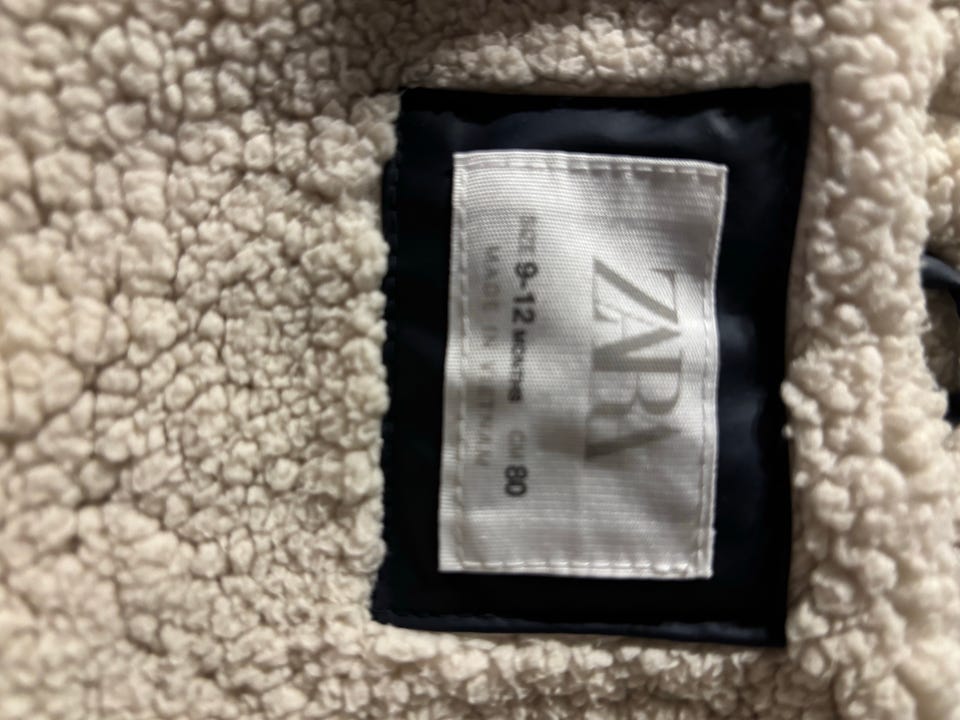 ZARA
SIZE 9-12 MONTHS CM 80
MADE IN VIETNAM